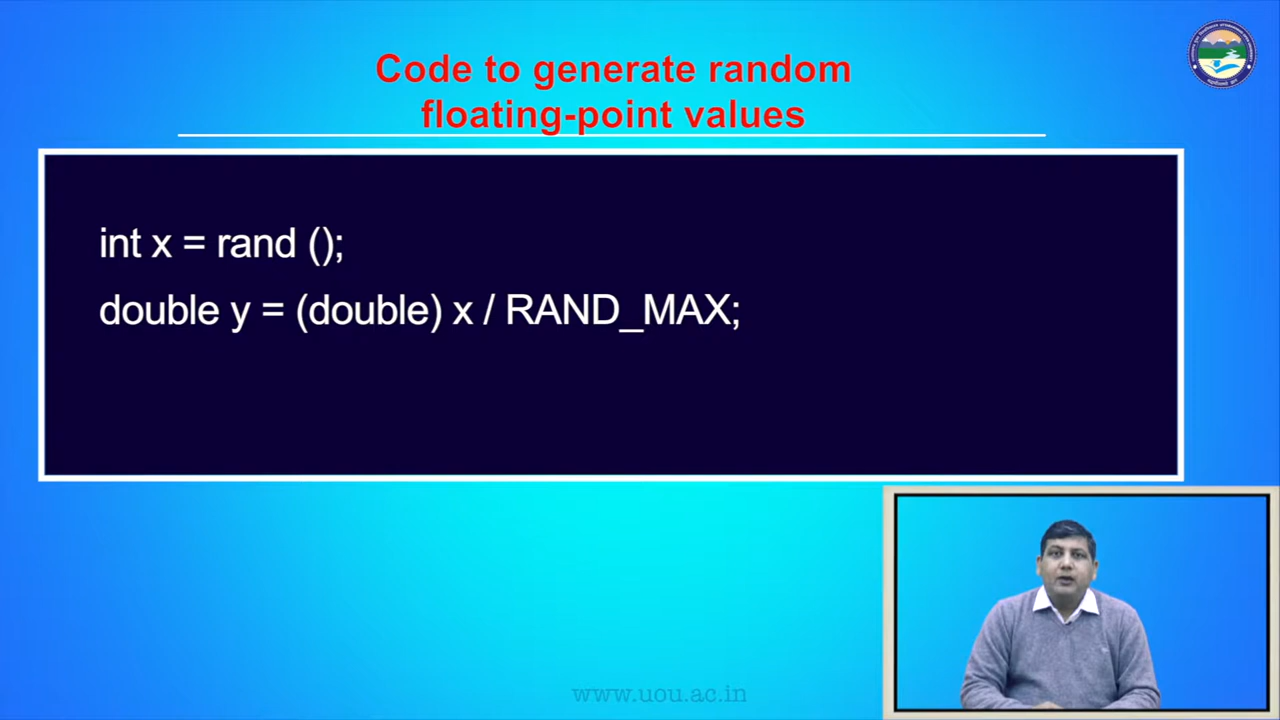 Code to generate random
floating-point values
int x = rand ();
double y = (double) x / RAND_MAX;
www.uou.ac.in